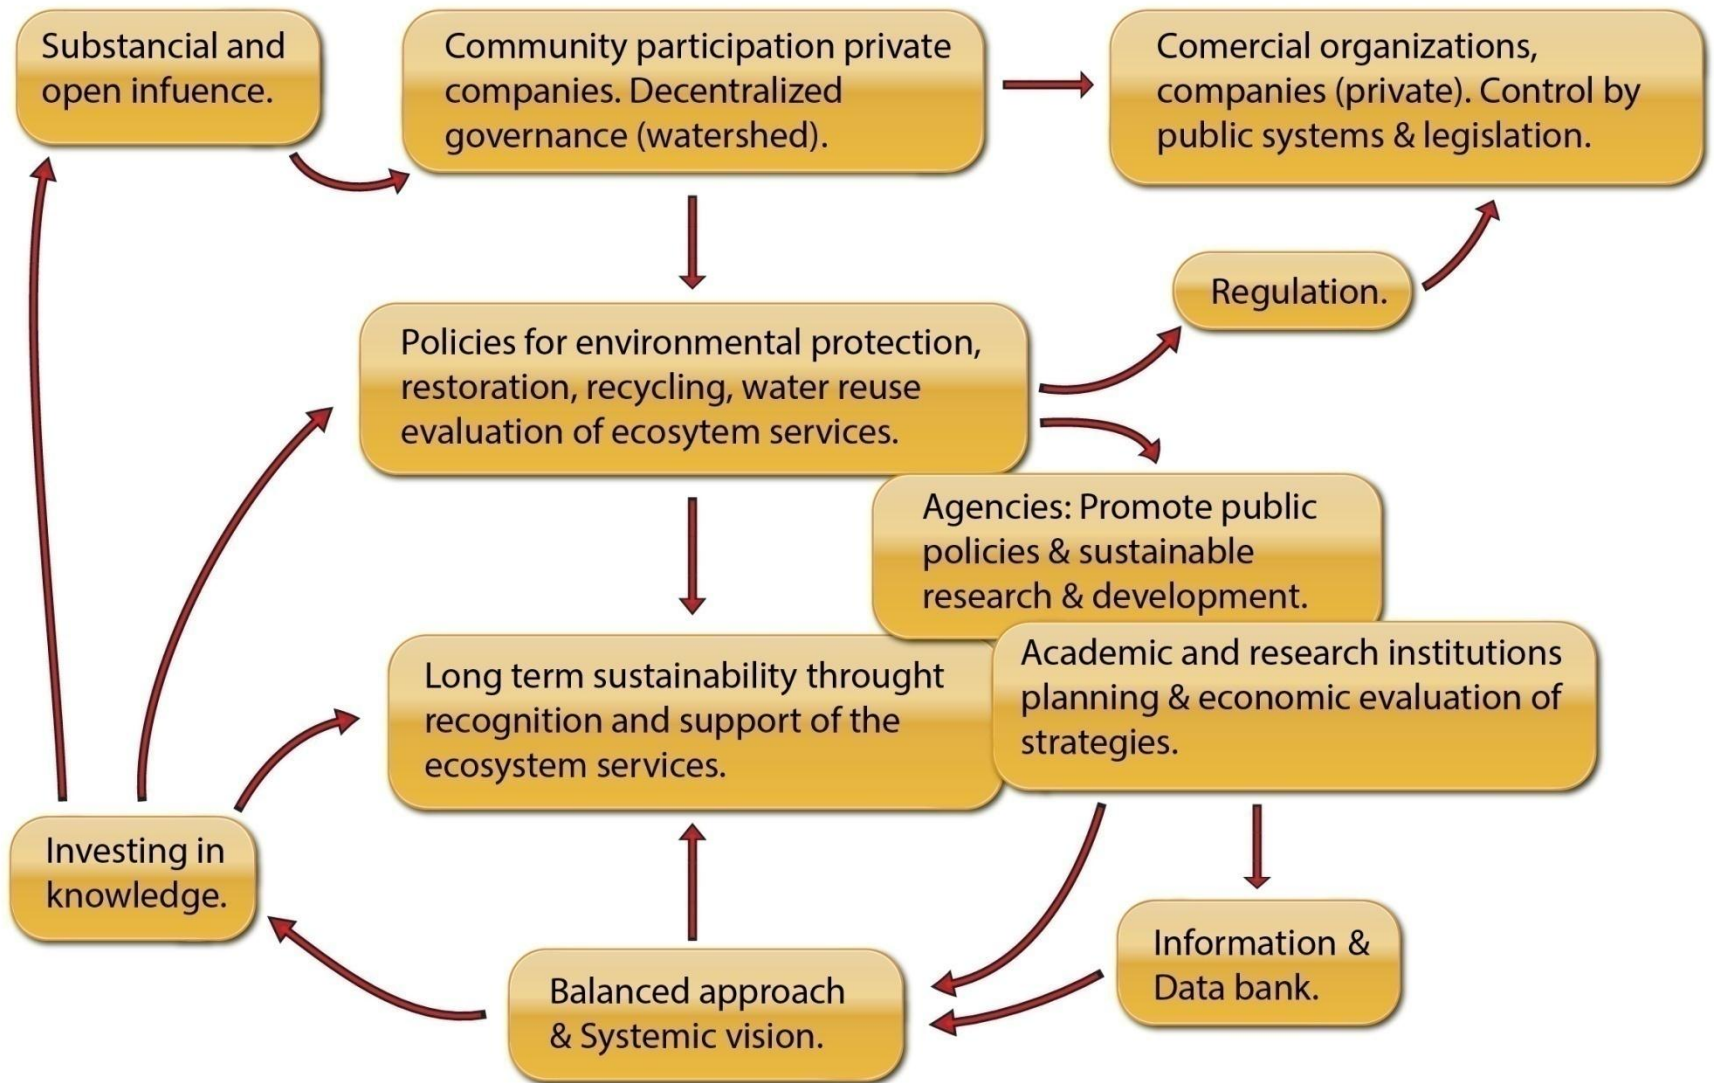 Substancial and
open infuence.
Community participation private
companies. Decentralized
governance (watershed).
Comercial organizations,
companies (private). Control by
public systems & legislation.
Regulation.
Policies for environmental protection,
restoration, recycling, water reuse
evaluation of ecosytem services.
Agencies: Promote public
policies & sustainable
research & development.
Long term sustainability throught
recognition and support of the
ecosystem services.
Academic and research institutions
planning & economic evaluation of
strategies.
Investing in
knowledge.
Balanced approach
& Systemic vision.
Information &
Data bank.